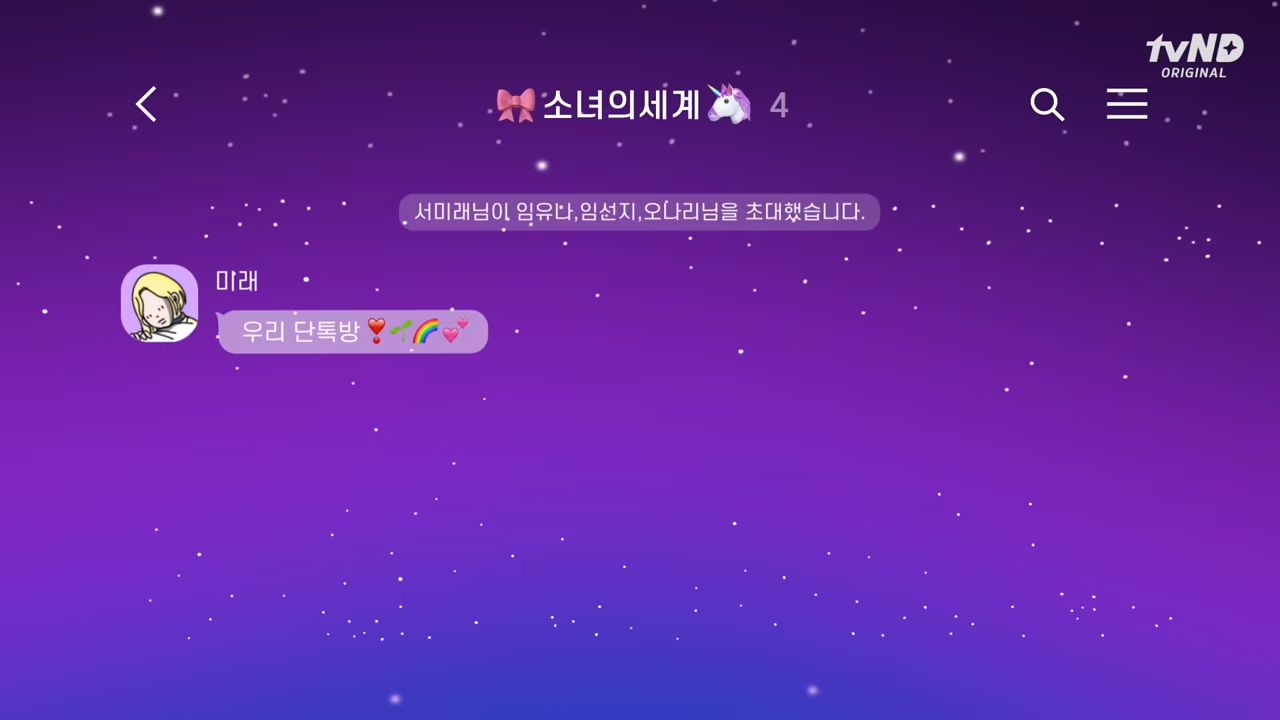 tvND
ORIGINAL
🎀소녀의세계🦄 4
서미래님이 임유나,임선지,오나리님을 초대했습니다.
미래
우리 단톡방❣️🌱🌈💕